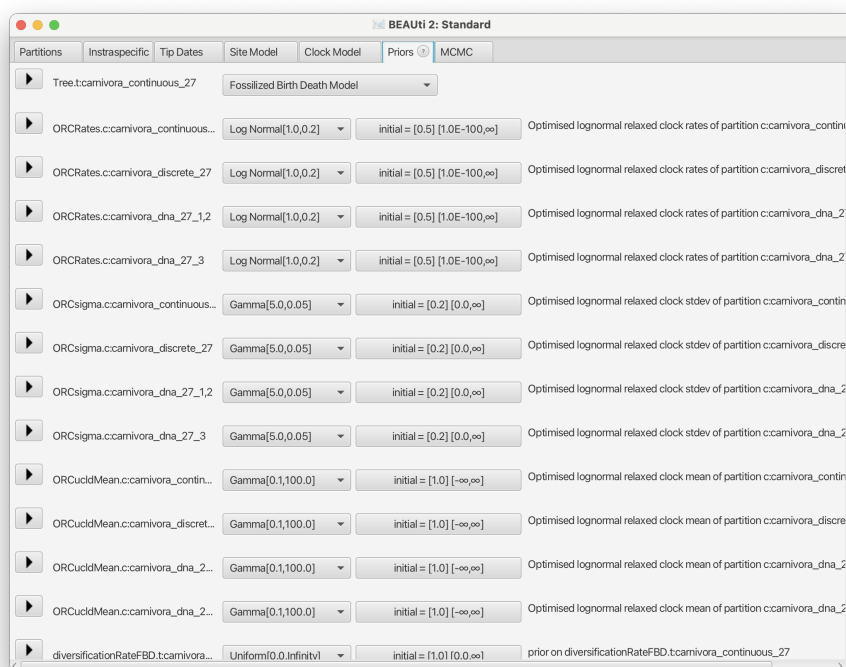 BEAUti 2: Standard
Partitions Instraspecific Tip Dates Site Model Clock Model Priors ? MCMC
Tree.t:carnivora_continuous_27 Fossilized Birth Death Model
ORCRates.c:carnivora_continuous... Log Normal[1.0,0.2] initial = [0.5] [1.0E-100,∞] Optimised lognormal relaxed clock rates of partition c:carnivora_continu
ORCRates.c:carnivora_discrete_27 Log Normal[1.0,0.2] initial = [0.5] [1.0E-100,∞] Optimised lognormal relaxed clock rates of partition c:carnivora_discret
ORCRates.c:carnivora_dna_27_1,2 Log Normal[1.0,0.2] initial = [0.5] [1.0E-100,∞] Optimised lognormal relaxed clock rates of partition c:carnivora_dna_27
ORCRates.c:carnivora_dna_27_3 Log Normal[1.0,0.2] initial = [0.5] [1.0E-100,∞] Optimised lognormal relaxed clock rates of partition c:carnivora_dna_27
ORCsigma.c:carnivora_continuous... Gamma[5.0,0.05] initial = [0.2] [0.0,∞] Optimised lognormal relaxed clock stdev of partition c:carnivora_contin
ORCsigma.c:carnivora_discrete_27 Gamma[5.0,0.05] initial = [0.2] [0.0,∞] Optimised lognormal relaxed clock stdev of partition c:carnivora_discre
ORCsigma.c:carnivora_dna_27_1,2 Gamma[5.0,0.05] initial = [0.2] [0.0,∞] Optimised lognormal relaxed clock stdev of partition c:carnivora_dna_2
ORCsigma.c:carnivora_dna_27_3 Gamma[5.0,0.05] initial = [0.2] [0.0,∞] Optimised lognormal relaxed clock stdev of partition c:carnivora_dna_2
ORCucldMean.c:carnivora_contin... Gamma[0.1,100.0] initial = [1.0] [-∞,∞] Optimised lognormal relaxed clock mean of partition c:carnivora_contin
ORCucldMean.c:carnivora_discret... Gamma[0.1,100.0] initial = [1.0] [-∞,∞] Optimised lognormal relaxed clock mean of partition c:carnivora_discre
ORCucldMean.c:carnivora_dna_2... Gamma[0.1,100.0] initial = [1.0] [-∞,∞] Optimised lognormal relaxed clock mean of partition c:carnivora_dna_2
ORCucldMean.c:carnivora_dna_2... Gamma[0.1,100.0] initial = [1.0] [-∞,∞] Optimised lognormal relaxed clock mean of partition c:carnivora_dna_2
diversificationRateFBD.t:carnivora... Uniform[0.0,Infinity] initial = [1.0] [0.0,∞] prior on diversificationRateFBD.t:carnivora_continuous_27